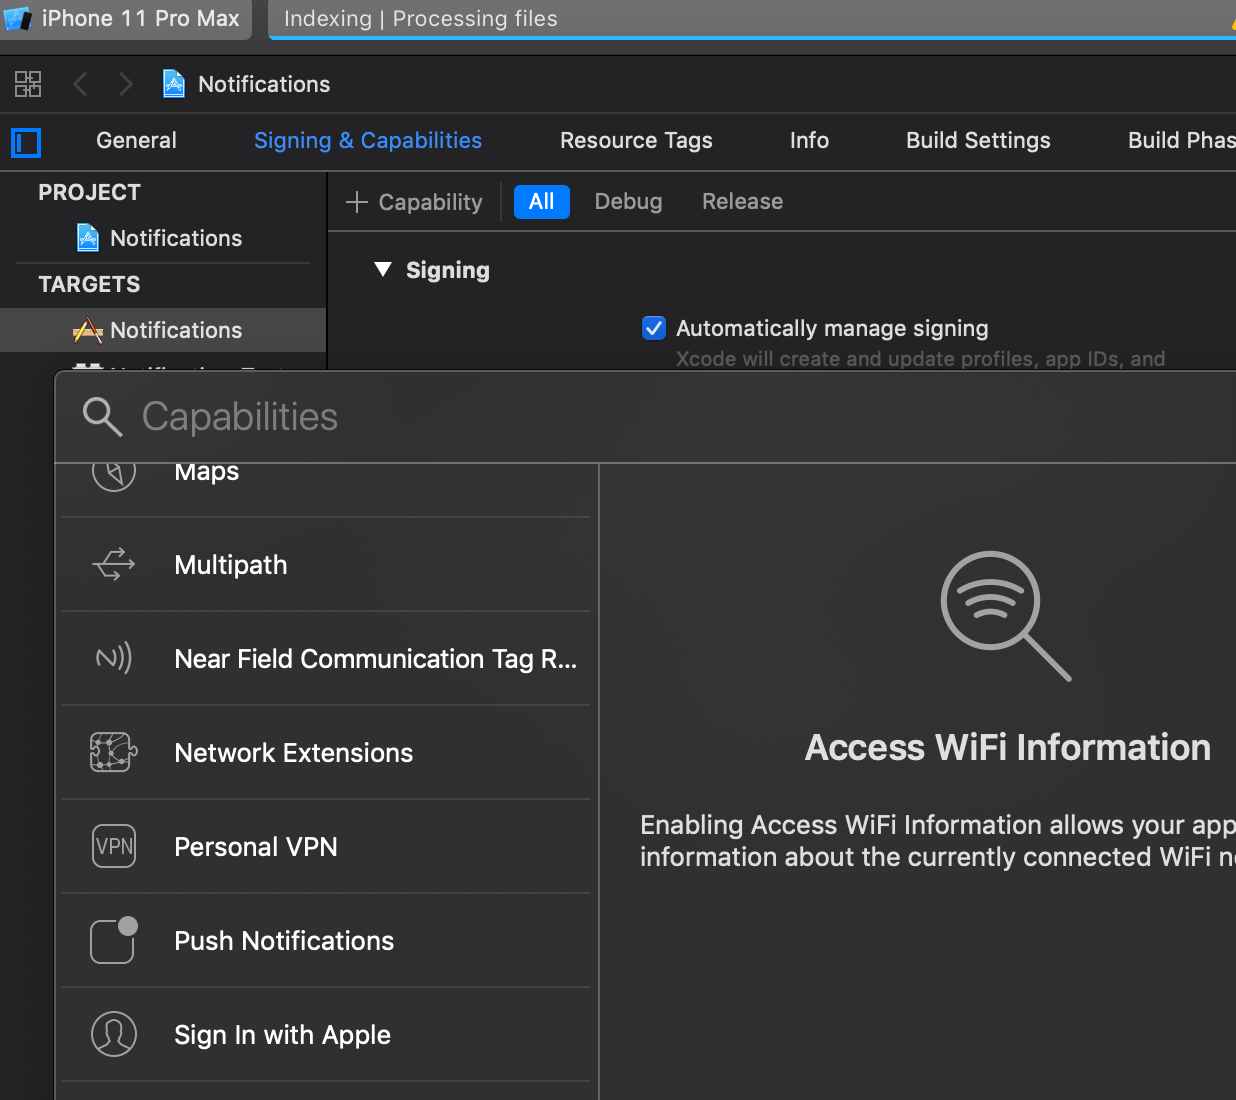 iPhone 11 Pro Max
Indexing | Processing files
Notifications
General
Signing & Capabilities
Resource Tags
Info
Build Settings
Build Phas
PROJECT
Notifications
TARGETS
Notifications
+ Capability
All
Debug
Release
Signing
Automatically manage signing
Xcode will create and update profiles, app IDs, and
Capabilities
Maps
Multipath
Near Field Communication Tag R...
Network Extensions
VPN
Personal VPN
Push Notifications
Sign In with Apple
Access WiFi Information
Enabling Access WiFi Information allows your app
information about the currently connected WiFi n